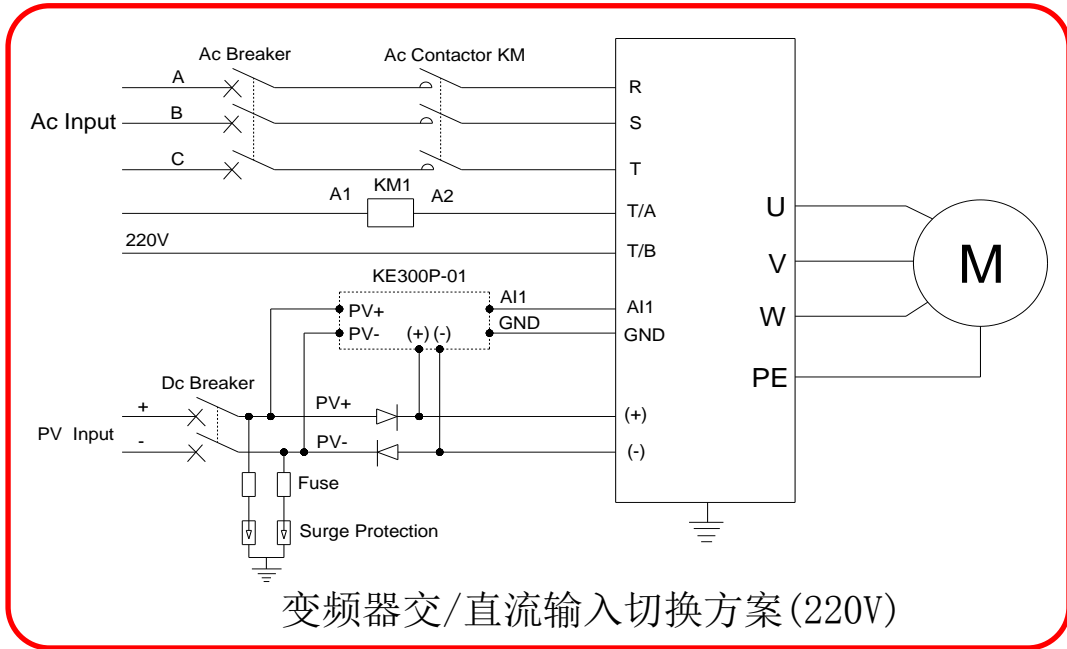 Ac Breaker
Ac Contactor KM
A
R
Ac Input
B
S
C
T
A1
KM1
A2
T/A
U
220V
T/B
V
M
KE300P-01
PV+
AI1
AI1
W
PV-
(+)
(-)
GND
GND
PE
Dc Breaker
+
PV+
(+)
PV Input
-
PV-
(-)
Fuse
Surge Protection
变频器交/直流输入切换方案(220V)